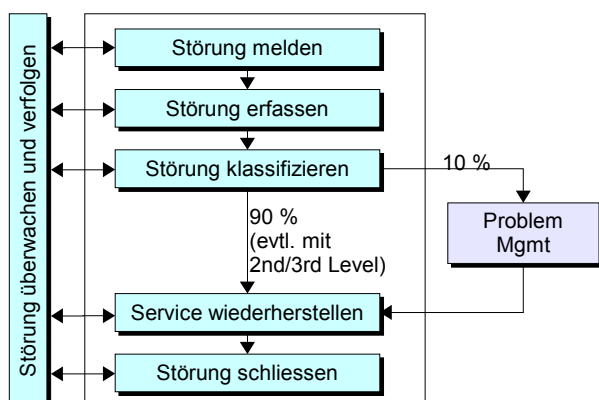 Störung überwachen und verfolgen
Störung melden
Störung erfassen
Störung klassifizieren
10 %
90 %
(evtl. mit
2nd/3rd Level)
Problem
Mgmt
Service wiederherstellen
Störung schliessen